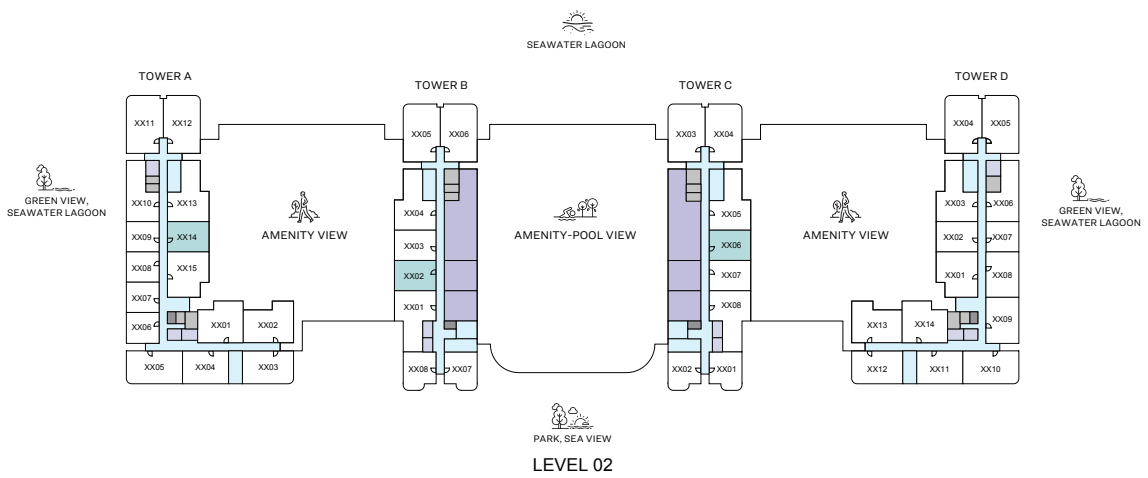 SEAWATER LAGOON
TOWER A
TOWER B
TOWER C
TOWER D
XX11 XX12
XX05 XX06
XX03 XX04
XX04 XX05
GREEN VIEW,
SEAWATER LAGOON
XX10 XX13
XX09 XX14
XX08 XX15
XX07
XX06
XX01 XX02
XX05 XX04 XX03
AMENITY VIEW
XX04
XX03
XX02
XX01
XX08 XX07
AMENITY-POOL VIEW
XX05
XX06
XX07
XX08
XX02 XX01
AMENITY VIEW
XX03 XX06
XX02 XX07
XX01 XX08
XX09
XX13 XX14
XX12 XX11 XX10
GREEN VIEW,
SEAWATER LAGOON
PARK, SEA VIEW
LEVEL 02